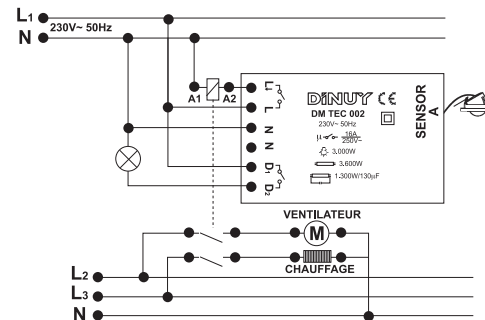 L1
230V~ 50Hz
N
A1 A2
L'
L
N
N
D1
D2
DINUY CE
DM TEC 002
230V~ 50Hz
μ 16A
250V~
3.000W
3.600W
1.300W/130μF
SENSOR
A
VENTILATEUR
M
CHAUFFAGE
L2
L3
N